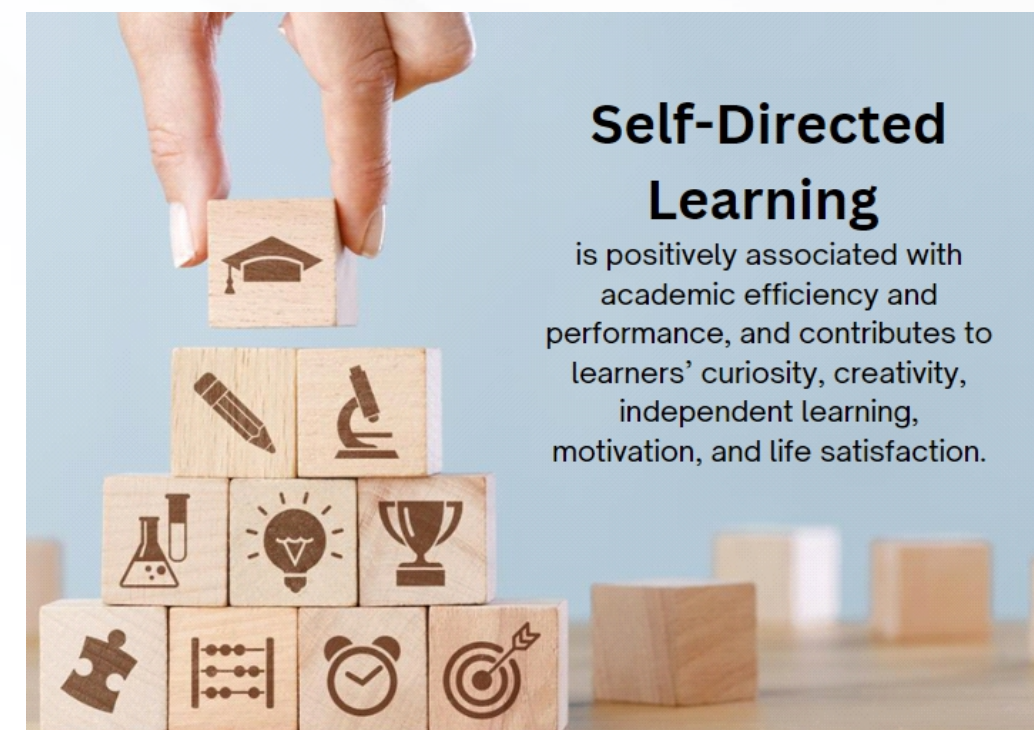 Self-Directed
Learning
is positively associated with
academic efficiency and
performance, and contributes to
learners’ curiosity, creativity,
independent learning,
motivation, and life satisfaction.